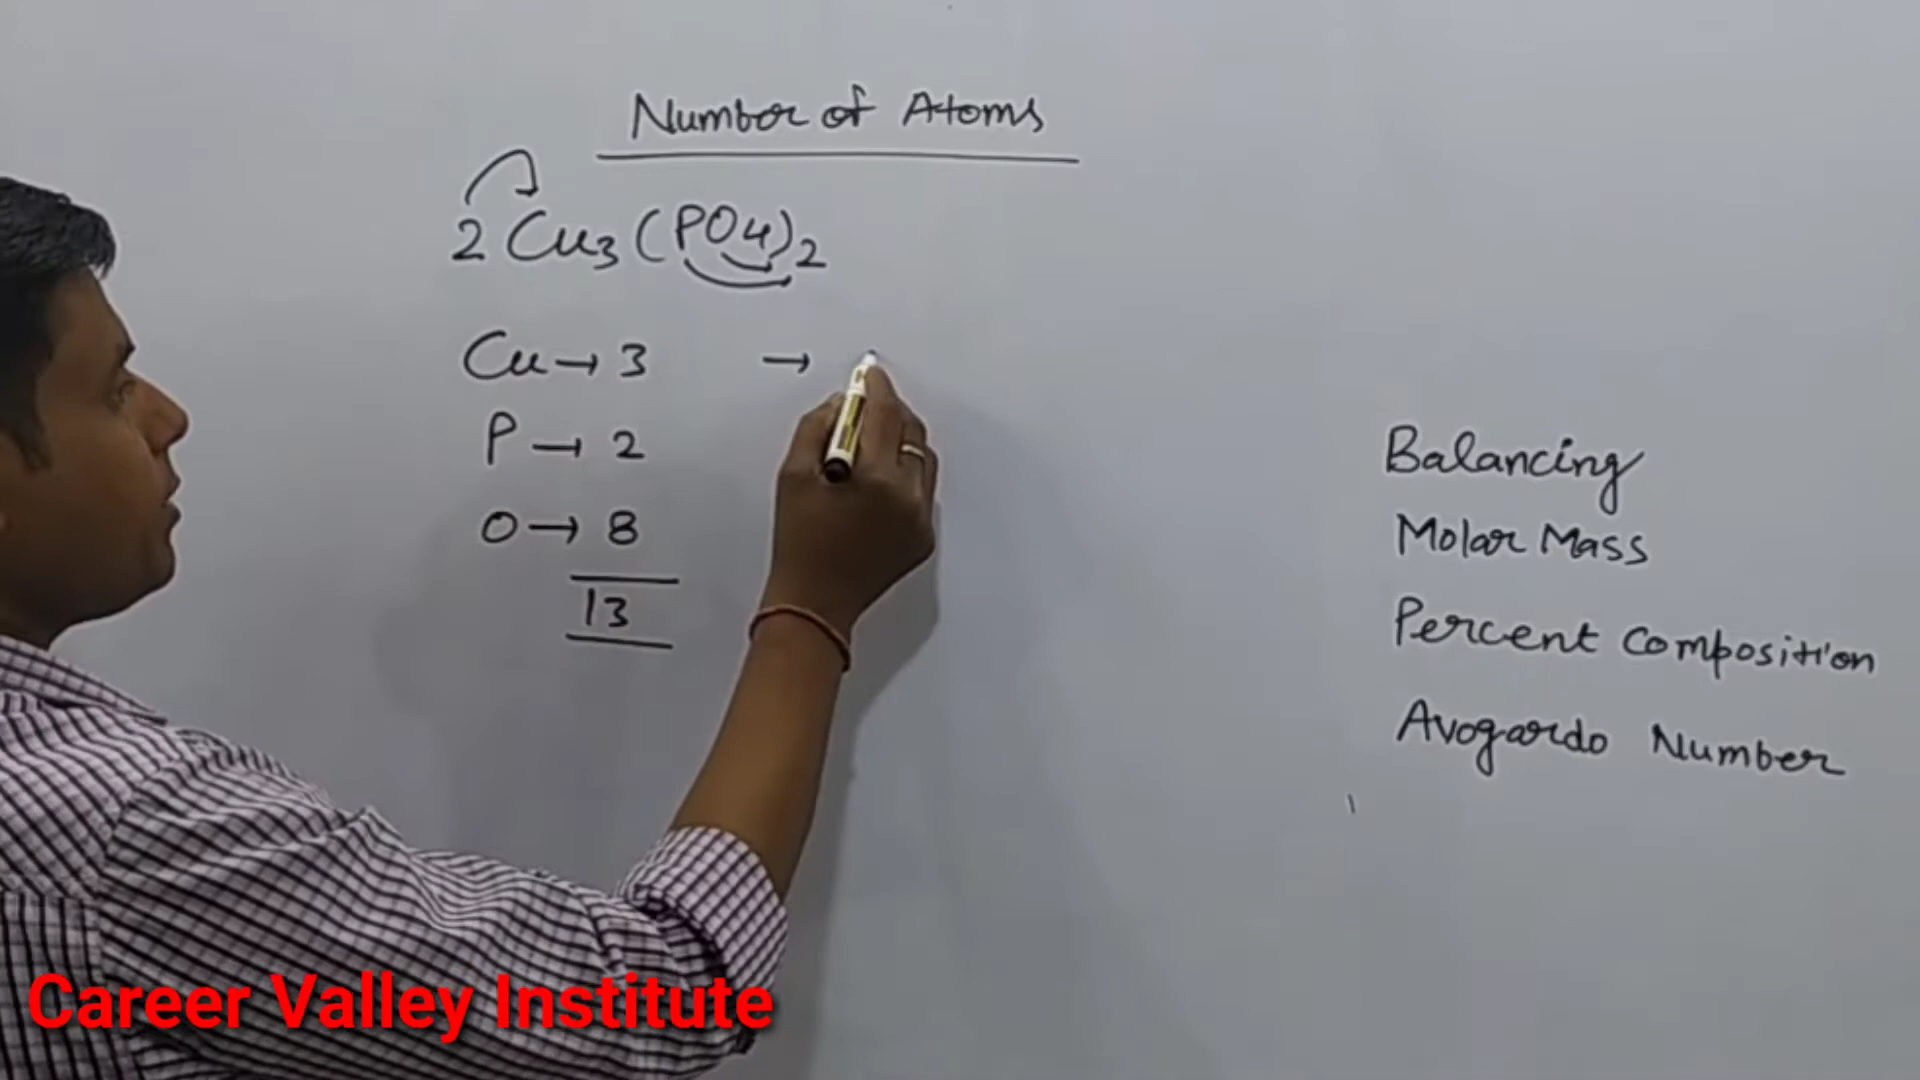 Number of Atoms
2 Cu3 (PO4)2
Cu → 3 →
P → 2
O → 8
13
Balancing
Molar Mass
Percent Composition
Avogardo Number
Career Valley Institute